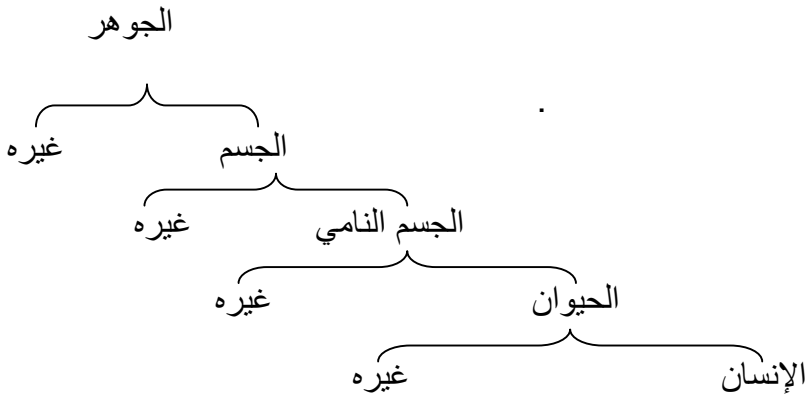 الجوهر
.
الجسم غيره
الجسم النامي غيره
الحيوان غيره
الإنسان غيره